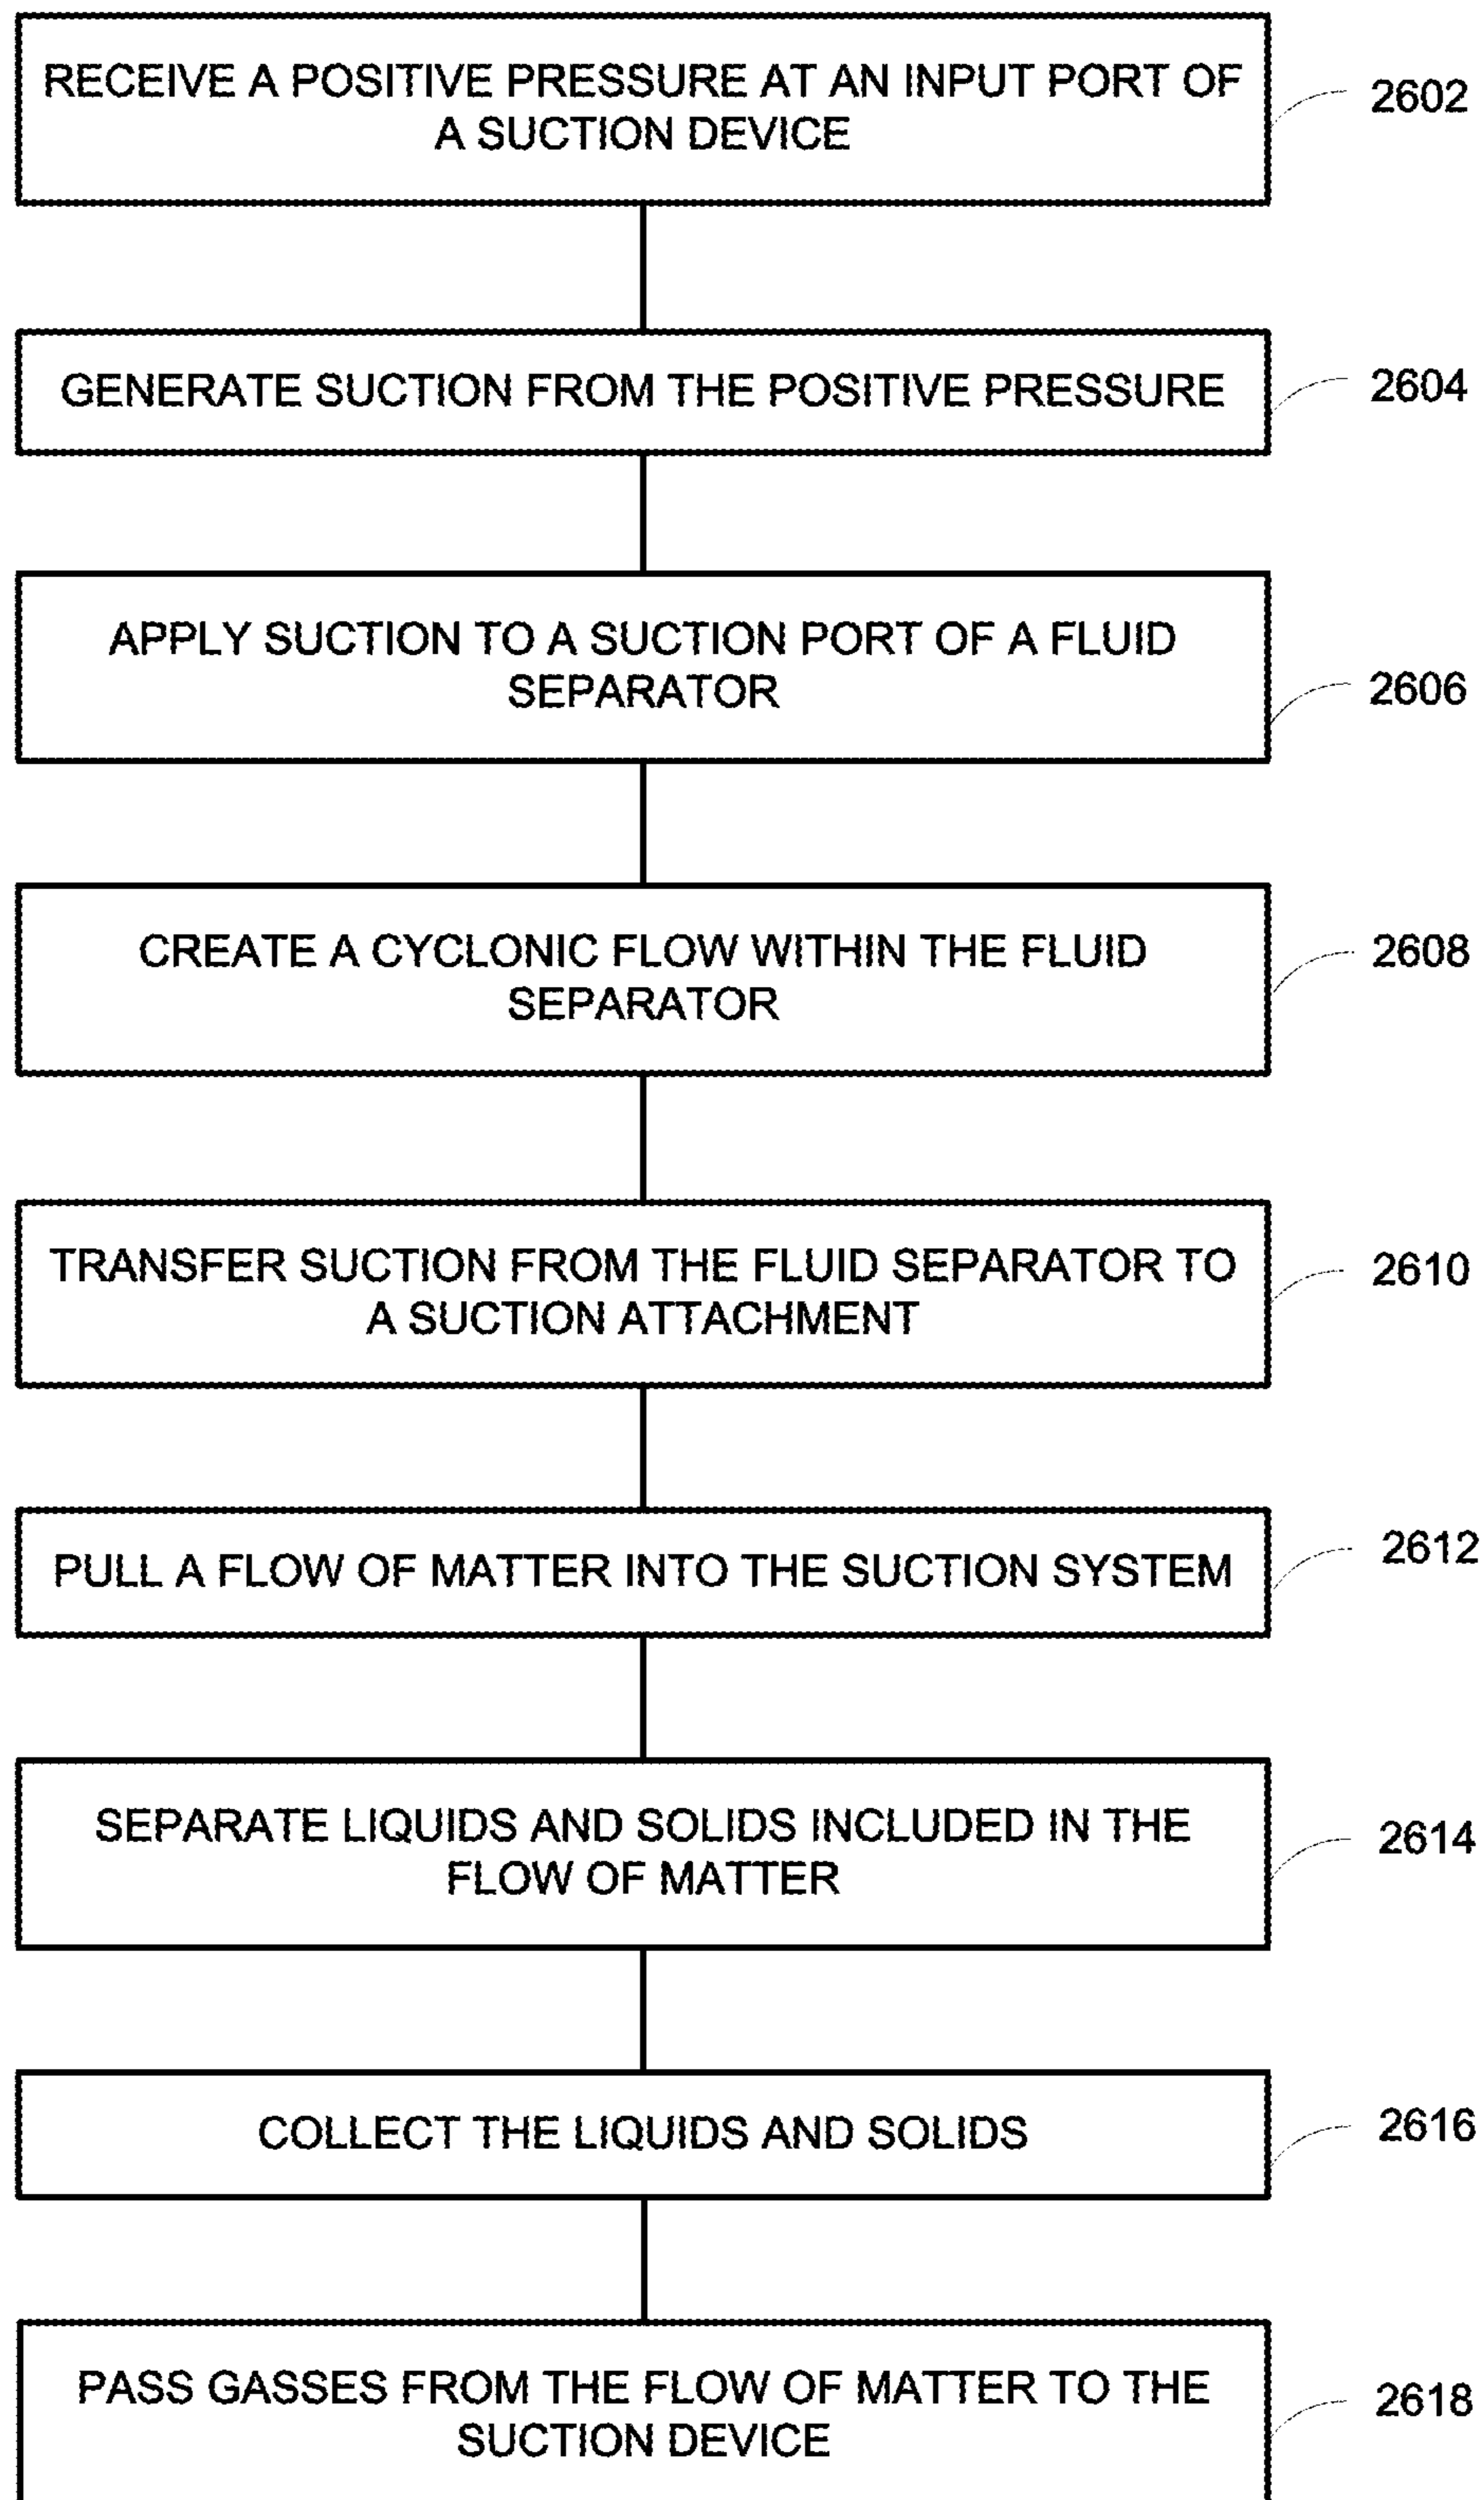 RECEIVE A POSITIVE PRESSURE AT AN INPUT PORT OF
A SUCTION DEVICE
2602
GENERATE SUCTION FROM THE POSITIVE PRESSURE
2604
APPLY SUCTION TO A SUCTION PORT OF A FLUID
SEPARATOR
2606
CREATE A CYCLONIC FLOW WITHIN THE FLUID
SEPARATOR
2608
TRANSFER SUCTION FROM THE FLUID SEPARATOR TO
A SUCTION ATTACHMENT
2610
PULL A FLOW OF MATTER INTO THE SUCTION SYSTEM
2612
SEPARATE LIQUIDS AND SOLIDS INCLUDED IN THE
FLOW OF MATTER
2614
COLLECT THE LIQUIDS AND SOLIDS
2616
PASS GASSES FROM THE FLOW OF MATTER TO THE
SUCTION DEVICE
2618